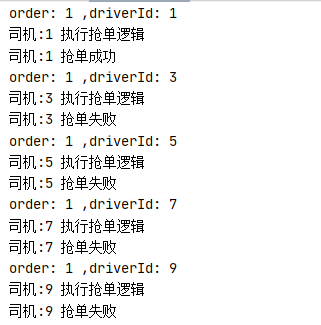 order: 1 ,driverId: 1
司机:1 执行抢单逻辑
司机:1 抢单成功
order: 1 ,driverId: 3
司机:3 执行抢单逻辑
司机:3 抢单失败
order: 1 ,driverId: 5
司机:5 执行抢单逻辑
司机:5 抢单失败
order: 1 ,driverId: 7
司机:7 执行抢单逻辑
司机:7 抢单失败
order: 1 ,driverId: 9
司机:9 执行抢单逻辑
司机:9 抢单失败